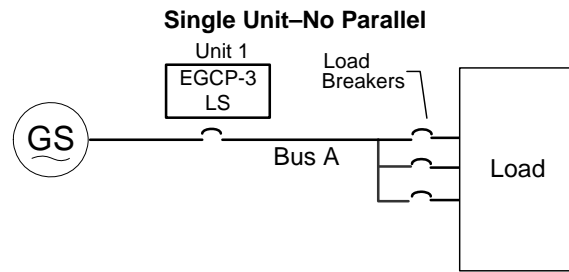 Single Unit–No Parallel
Unit 1
EGCP-3
LS
Load
Breakers
GS
Bus A
Load